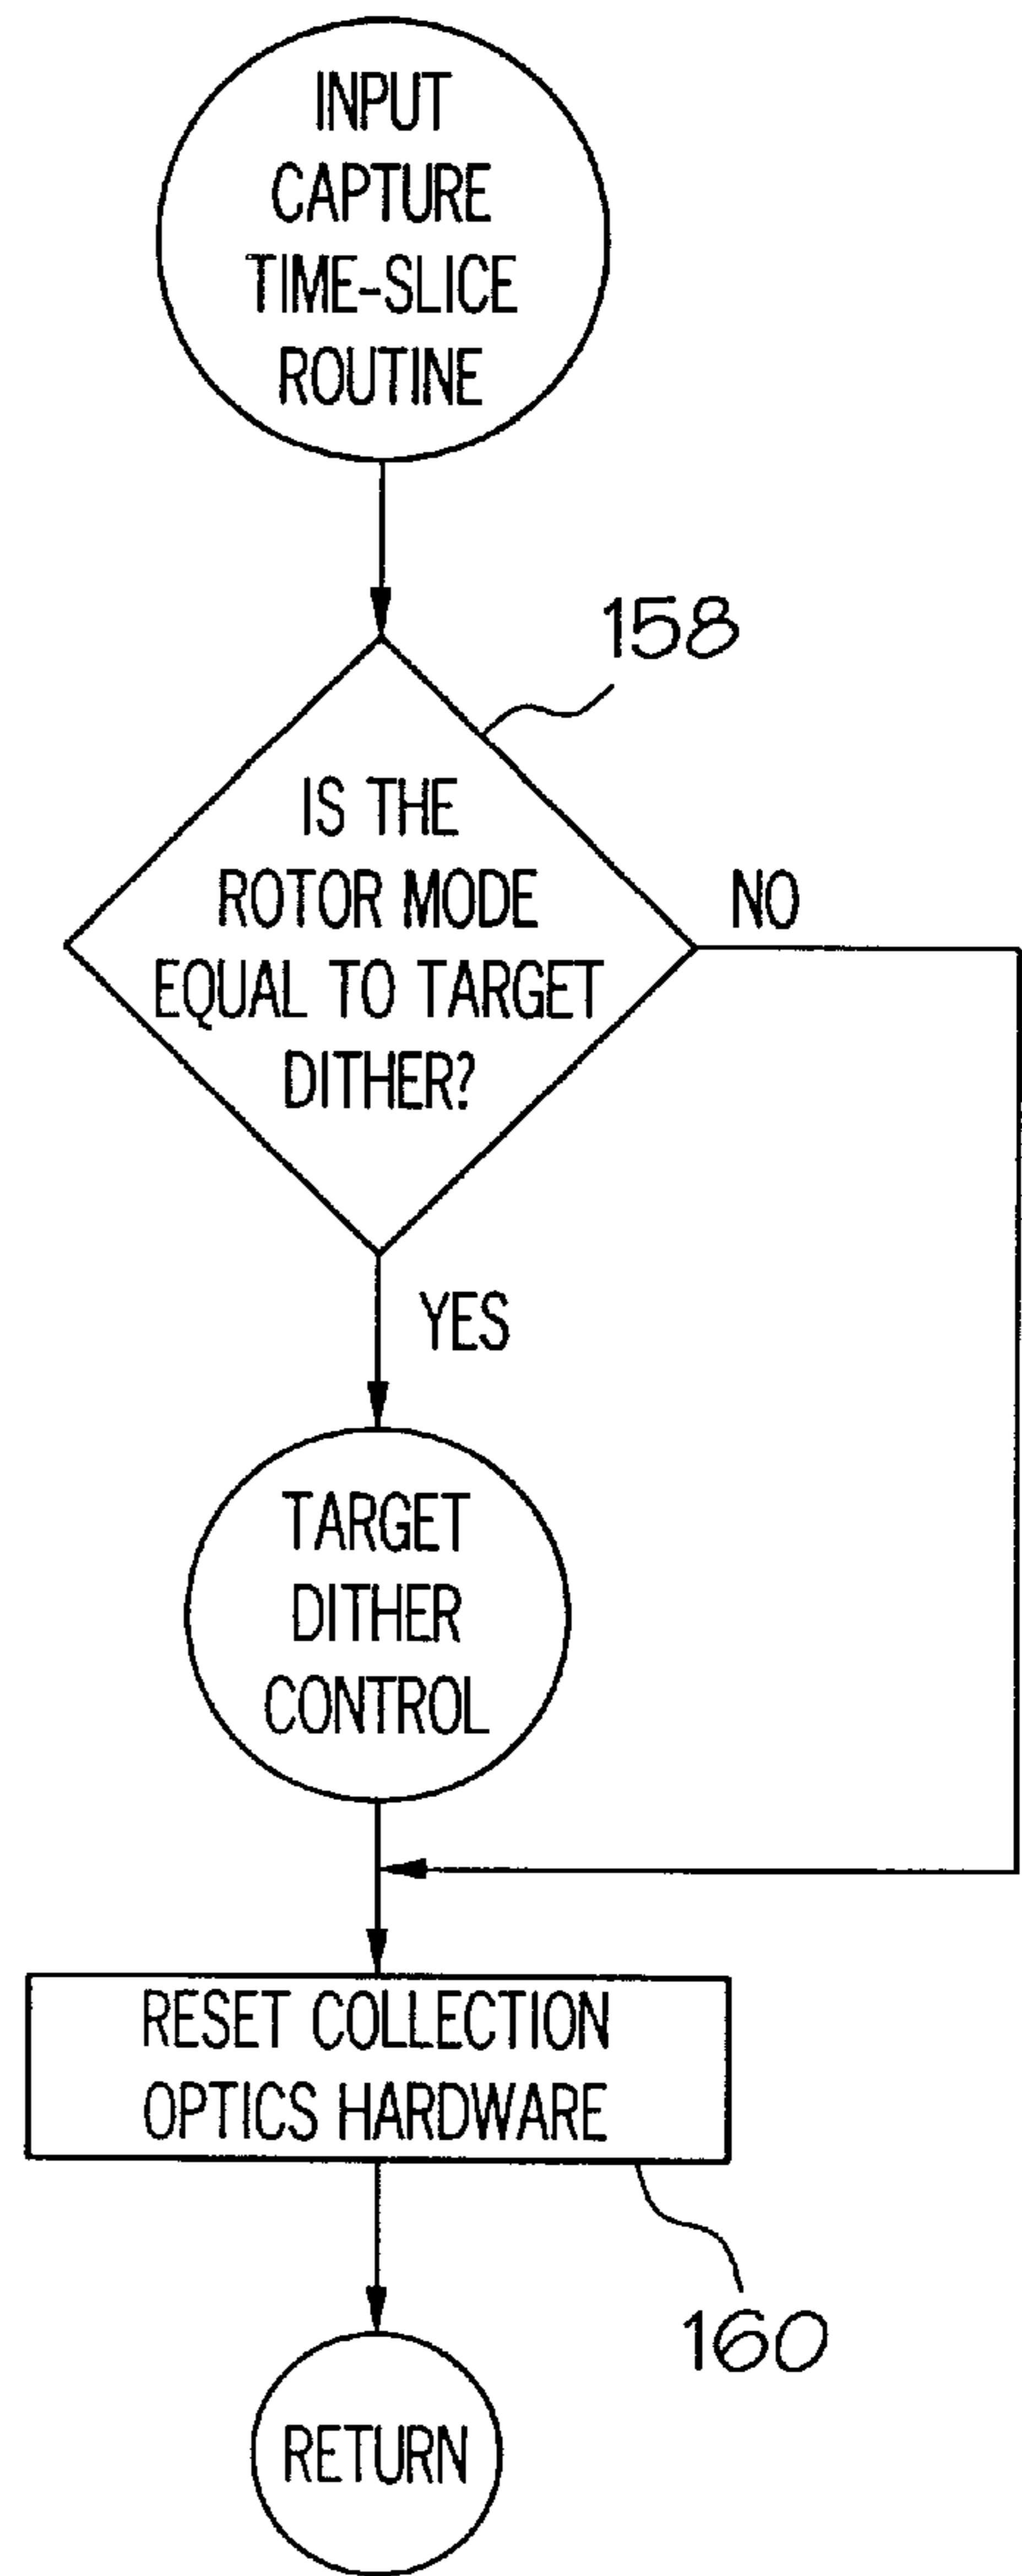 INPUT
CAPTURE
TIME-SLICE
ROUTINE
158
IS THE
ROTOR MODE
EQUAL TO TARGET
DITHER?
NO
YES
TARGET
DITHER
CONTROL
RESET COLLECTION
OPTICS HARDWARE
160
RETURN